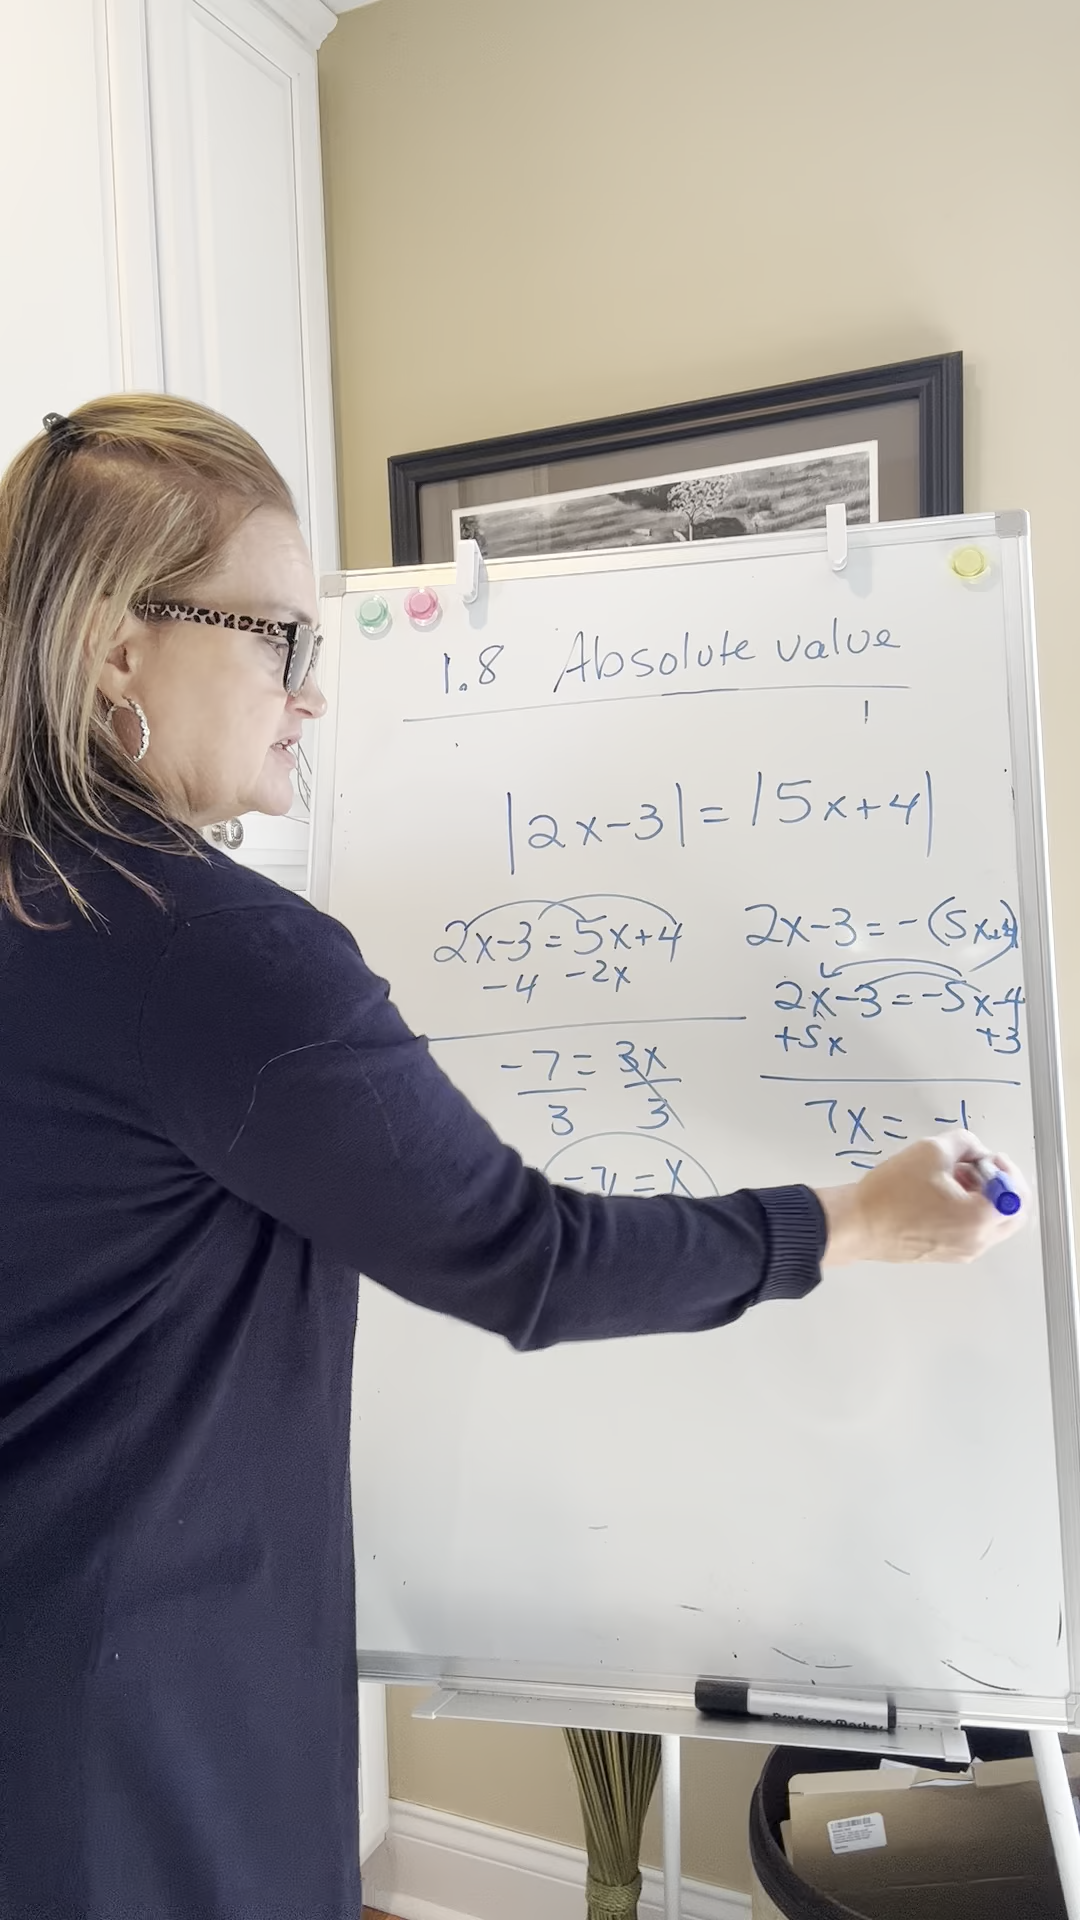 1.8 Absolute value
|2x-3| = |5x+4|
2x-3 = 5x+4
-4 -2x
-7 = 3x
3 3
-7 = x
2x-3 = -(5x+4)
2x-3 = -5x-4
+5x +3
7x = -1